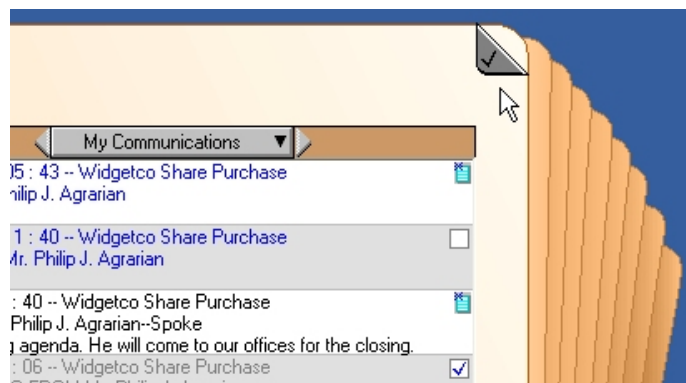 My Communications
05 : 43 -- Widgetco Share Purchase
hilip J. Agrarian
1 : 40 -- Widgetco Share Purchase
Mr. Philip J. Agrarian
: 40 -- Widgetco Share Purchase
Philip J. Agrarian--Spoke
g agenda. He will come to our offices for the closing.
: 06 -- Widgetco Share Purchase